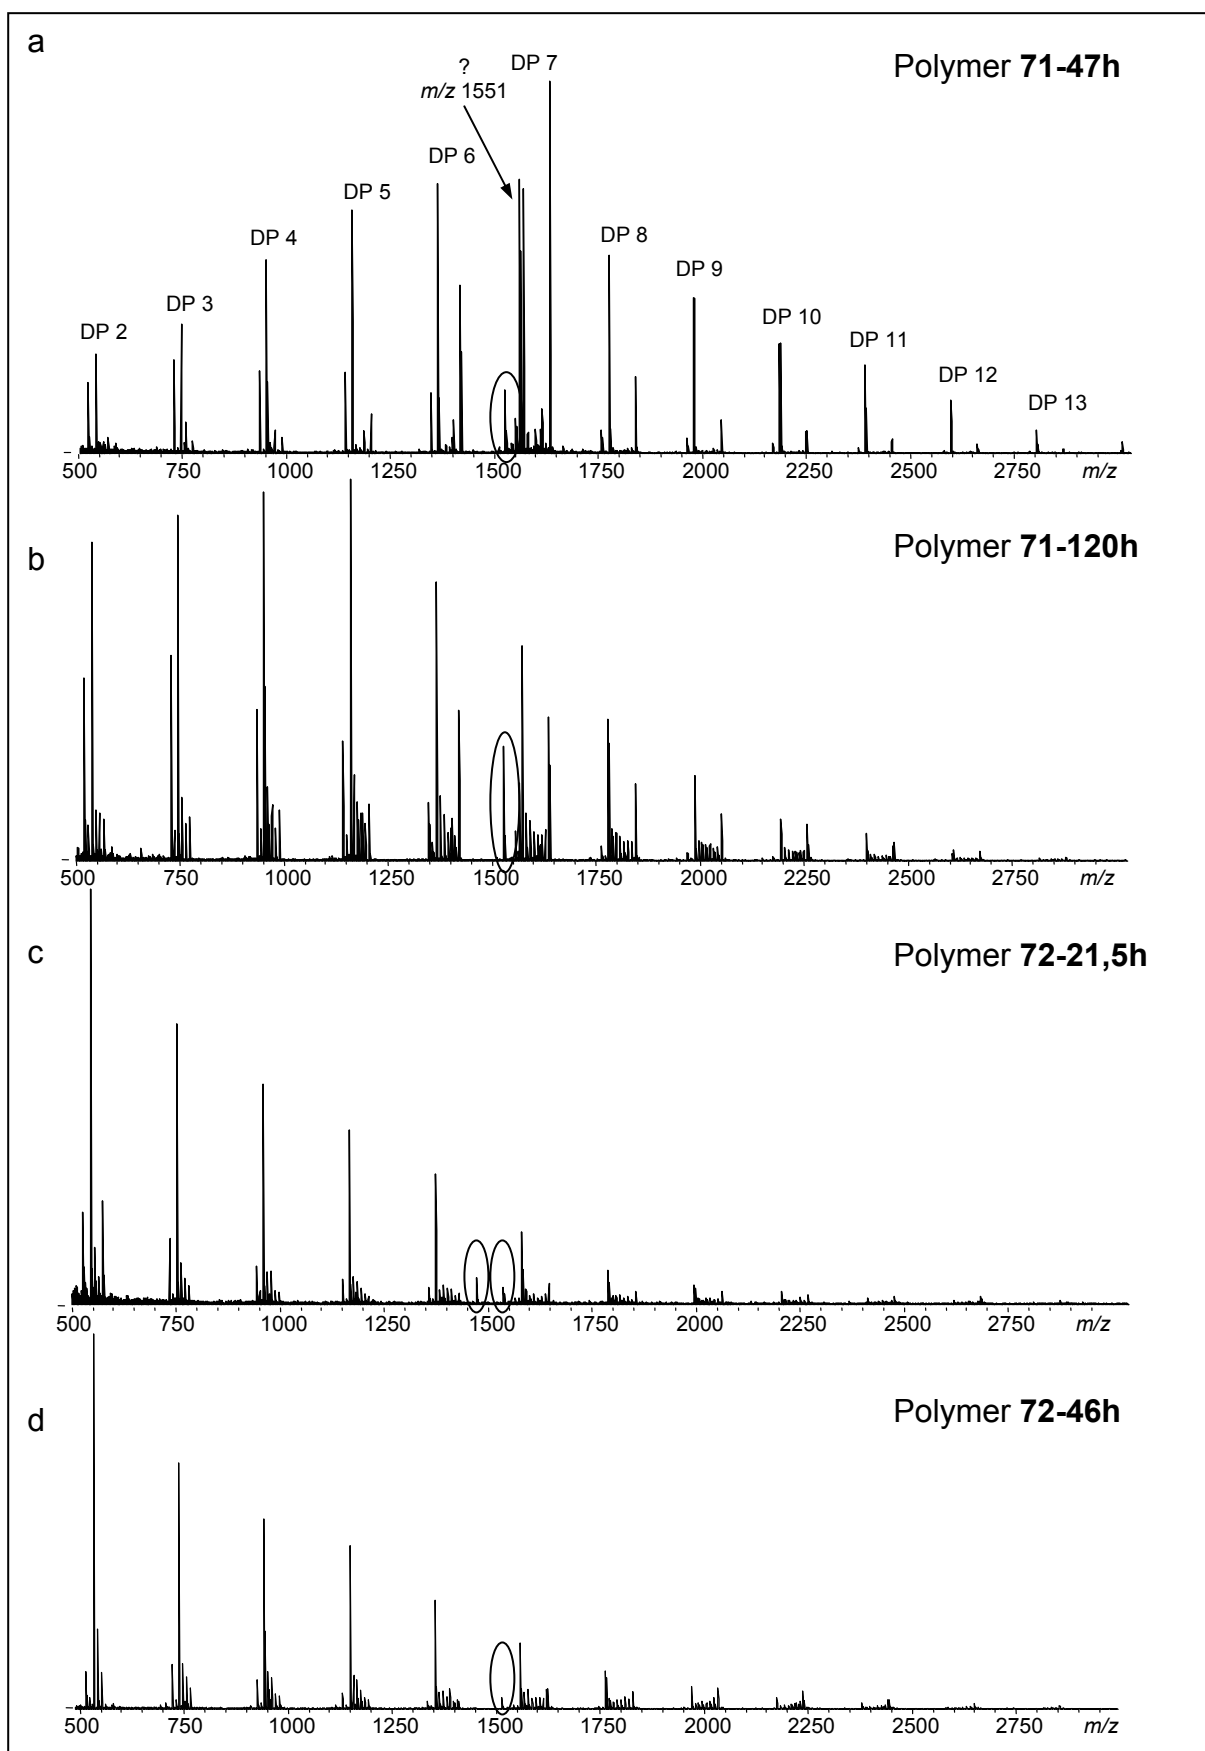 a
Polymer 71-47h
?
m/z 1551
DP 7
DP 6
DP 5
DP 4
DP 3
DP 2
DP 8
DP 9
DP 10
DP 11
DP 12
DP 13
500 750 1000 1250 1500 1750 2000 2250 2500 2750 m/z
b
Polymer 71-120h
500 750 1000 1250 1500 1750 2000 2250 2500 2750 m/z
c
Polymer 72-21,5h
500 750 1000 1250 1500 1750 2000 2250 2500 2750 m/z
d
Polymer 72-46h
500 750 1000 1250 1500 1750 2000 2250 2500 2750 m/z